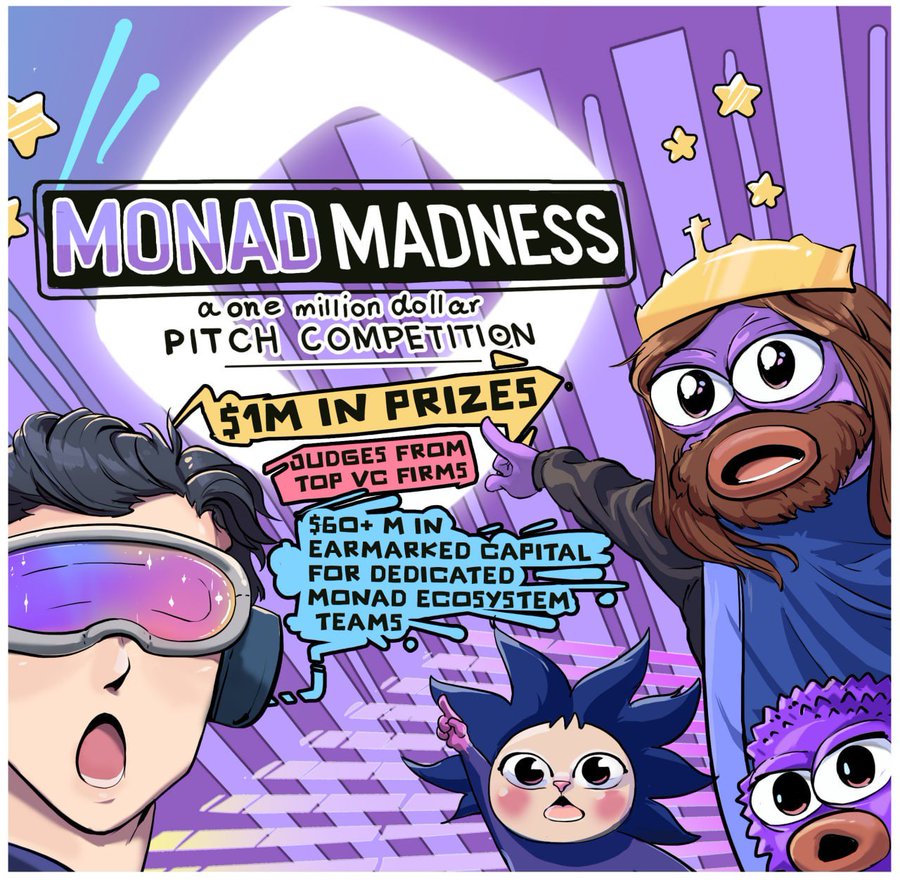 MONAD MADNESS
a one million dollar
PITCH COMPETITION
$1M IN PRIZES
JUDGES FROM
TOP VC FIRMS
$60+ M IN
EARMARKED CAPITAL
FOR DEDICATED
MONAD ECOSYSTEM
TEAMS